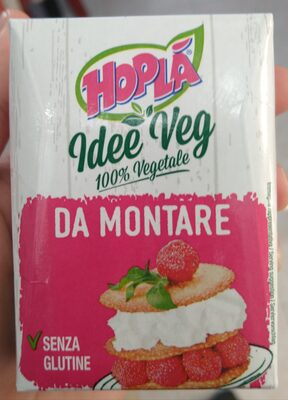 HOPLÀ
Idee Veg
100% Vegetale
DA MONTARE
SENZA
GLUTINE